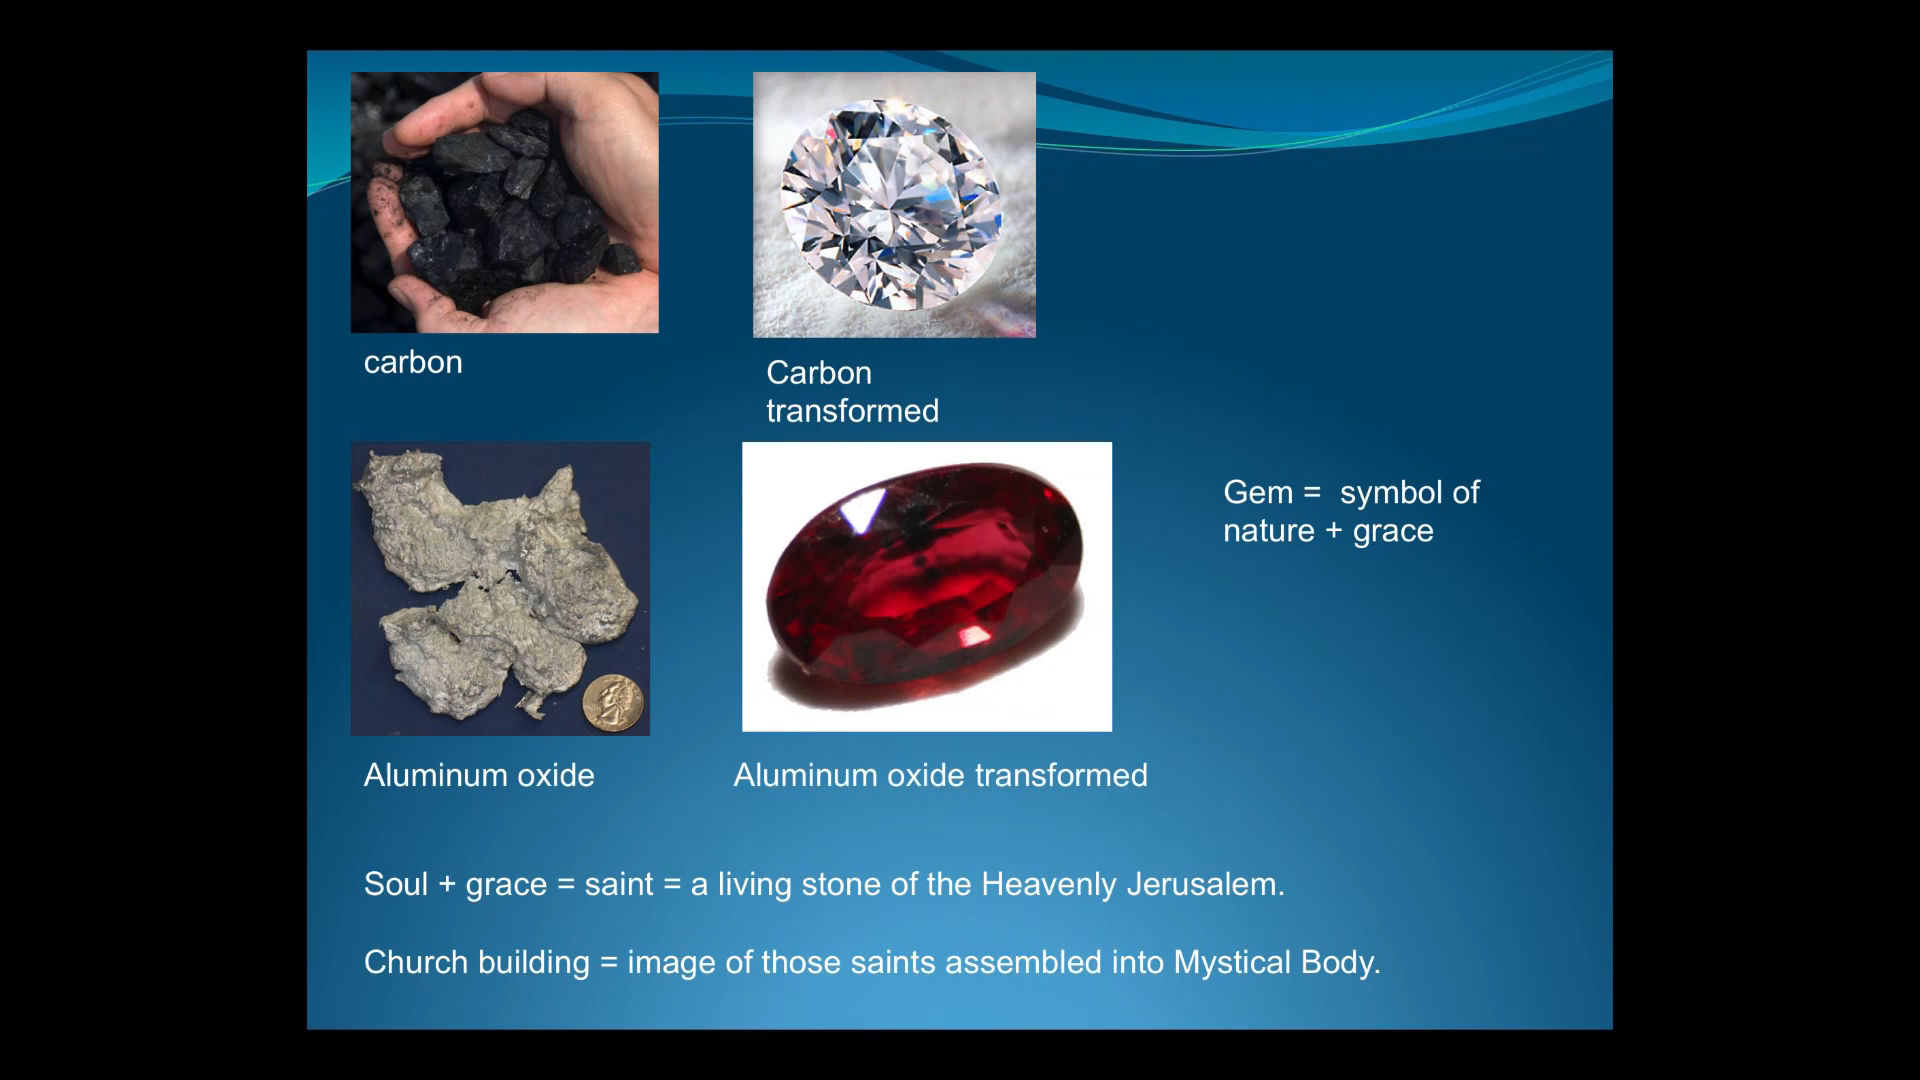 carbon
Carbon
transformed
Gem =  symbol of
nature + grace
Aluminum oxide
Aluminum oxide transformed
Soul + grace = saint = a living stone of the Heavenly Jerusalem.
Church building = image of those saints assembled into Mystical Body.